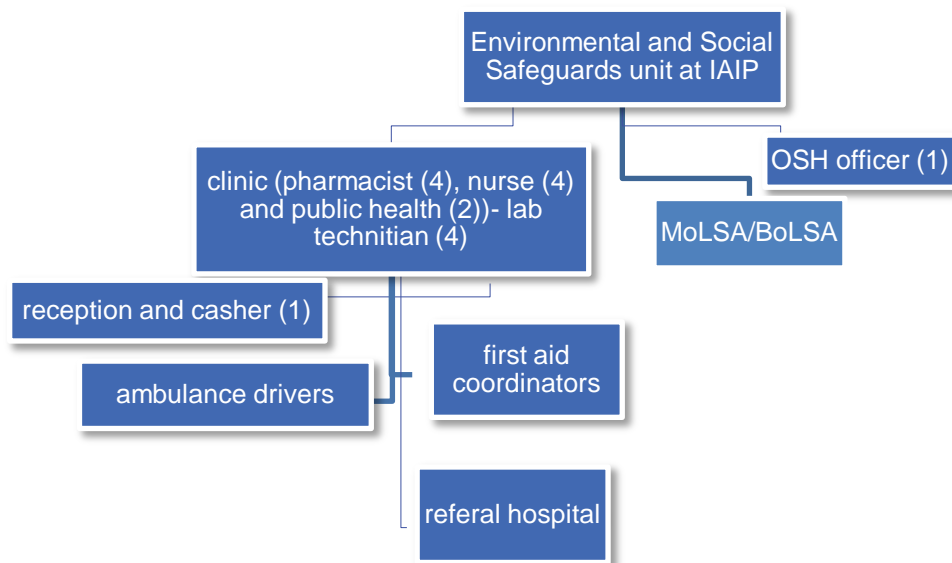 Environmental and Social
Safeguards unit at IAIP
OSH officer (1)
clinic (pharmacist (4), nurse (4)
and public health (2))- lab
technitian (4)
MoLSA/BoLSA
reception and casher (1)
first aid
coordinators
ambulance drivers
referal hospital